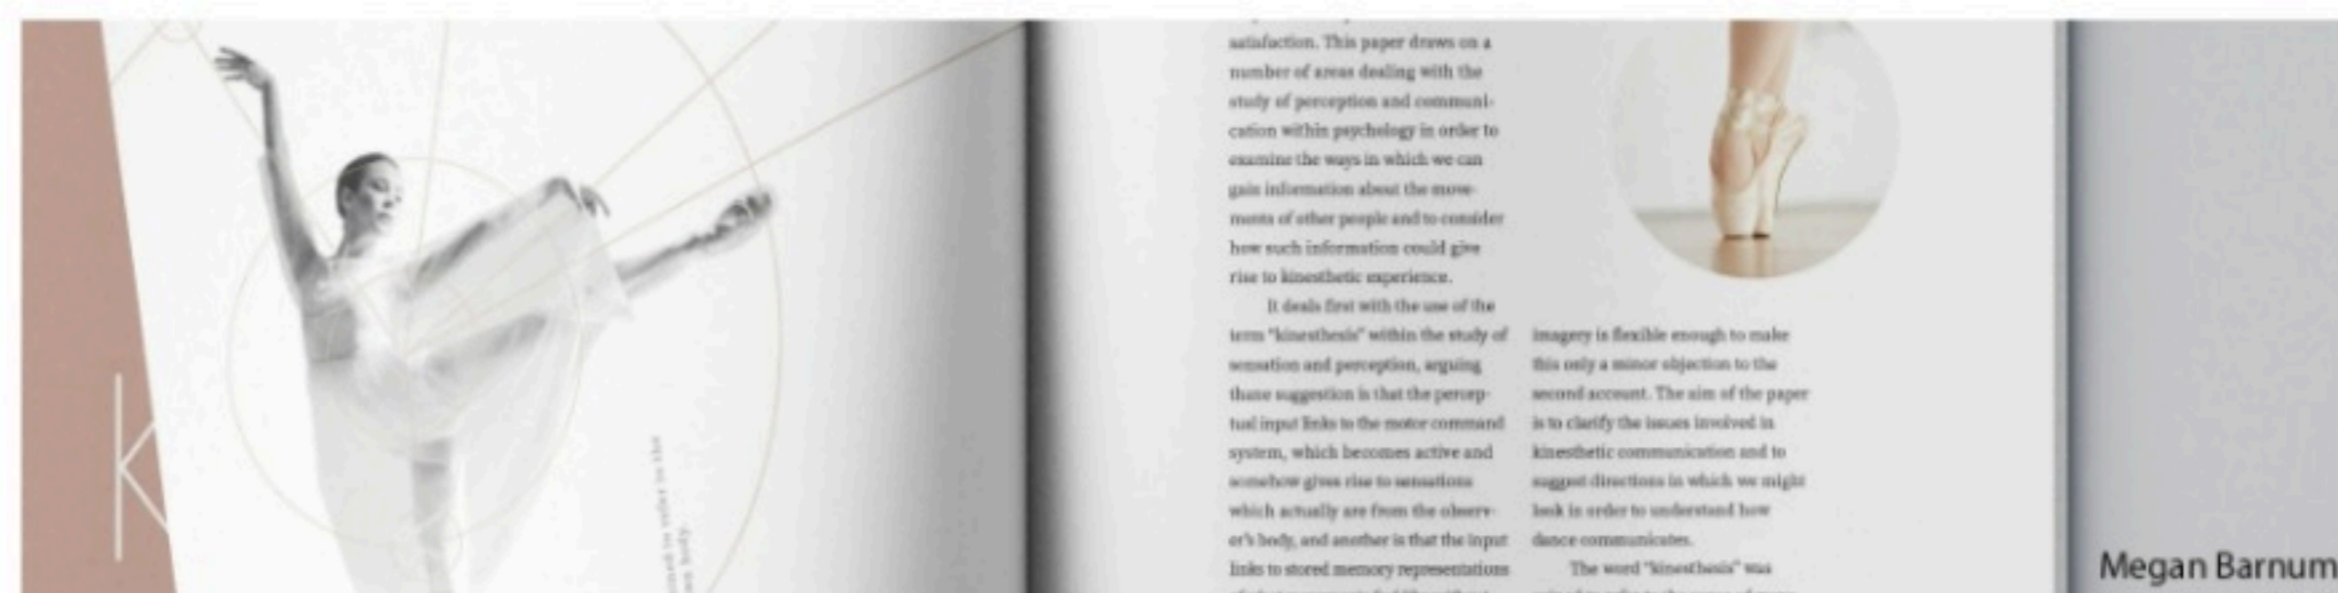 K
satisfaction. This paper draws on a
number of areas dealing with the
study of perception and communi-
cation within psychology in order to
examine the ways in which we can
gain information about the move-
ments of other people and to consider
how such information could give
rise to kinesthetic experience.
It deals first with the use of the
term "kinesthesis" within the study of
sensation and perception, arguing
thane suggestion is that the percep-
tual input links to the motor command
system, which becomes active and
somehow gives rise to sensations
which actually are from the observ-
er's body, and another is that the input
links to stored memory representations
imagery is flexible enough to make
this only a minor objection to the
second account. The aim of the paper
is to clarify the issues involved in
kinesthetic communication and to
suggest directions in which we might
look in order to understand how
dance communicates.
The word "kinesthesis" was
to refer to the
body.
Megan Barnum